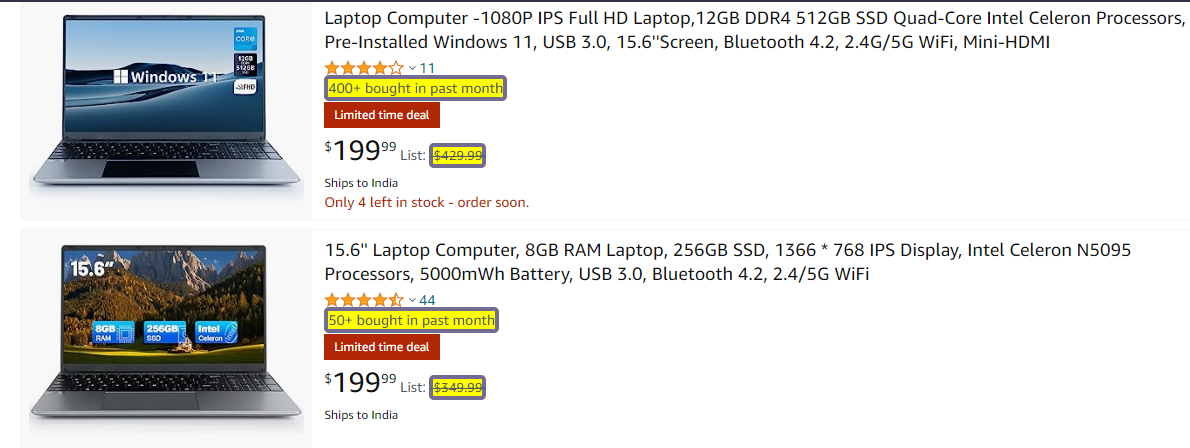 intel
CORE
12GB
DDR4
512GB
SSD
Windows 11
FHD
Laptop Computer -1080P IPS Full HD Laptop,12GB DDR4 512GB SSD Quad-Core Intel Celeron Processors,
Pre-Installed Windows 11, USB 3.0, 15.6''Screen, Bluetooth 4.2, 2.4G/5G WiFi, Mini-HDMI
11
400+ bought in past month
Limited time deal
$199.99 List: $429.99
Ships to India
Only 4 left in stock - order soon.
15.6"
8GB
RAM
256GB
SSD
Intel
Celeron
15.6'' Laptop Computer, 8GB RAM Laptop, 256GB SSD, 1366 * 768 IPS Display, Intel Celeron N5095
Processors, 5000mWh Battery, USB 3.0, Bluetooth 4.2, 2.4/5G WiFi
44
50+ bought in past month
Limited time deal
$199.99 List: $349.99
Ships to India